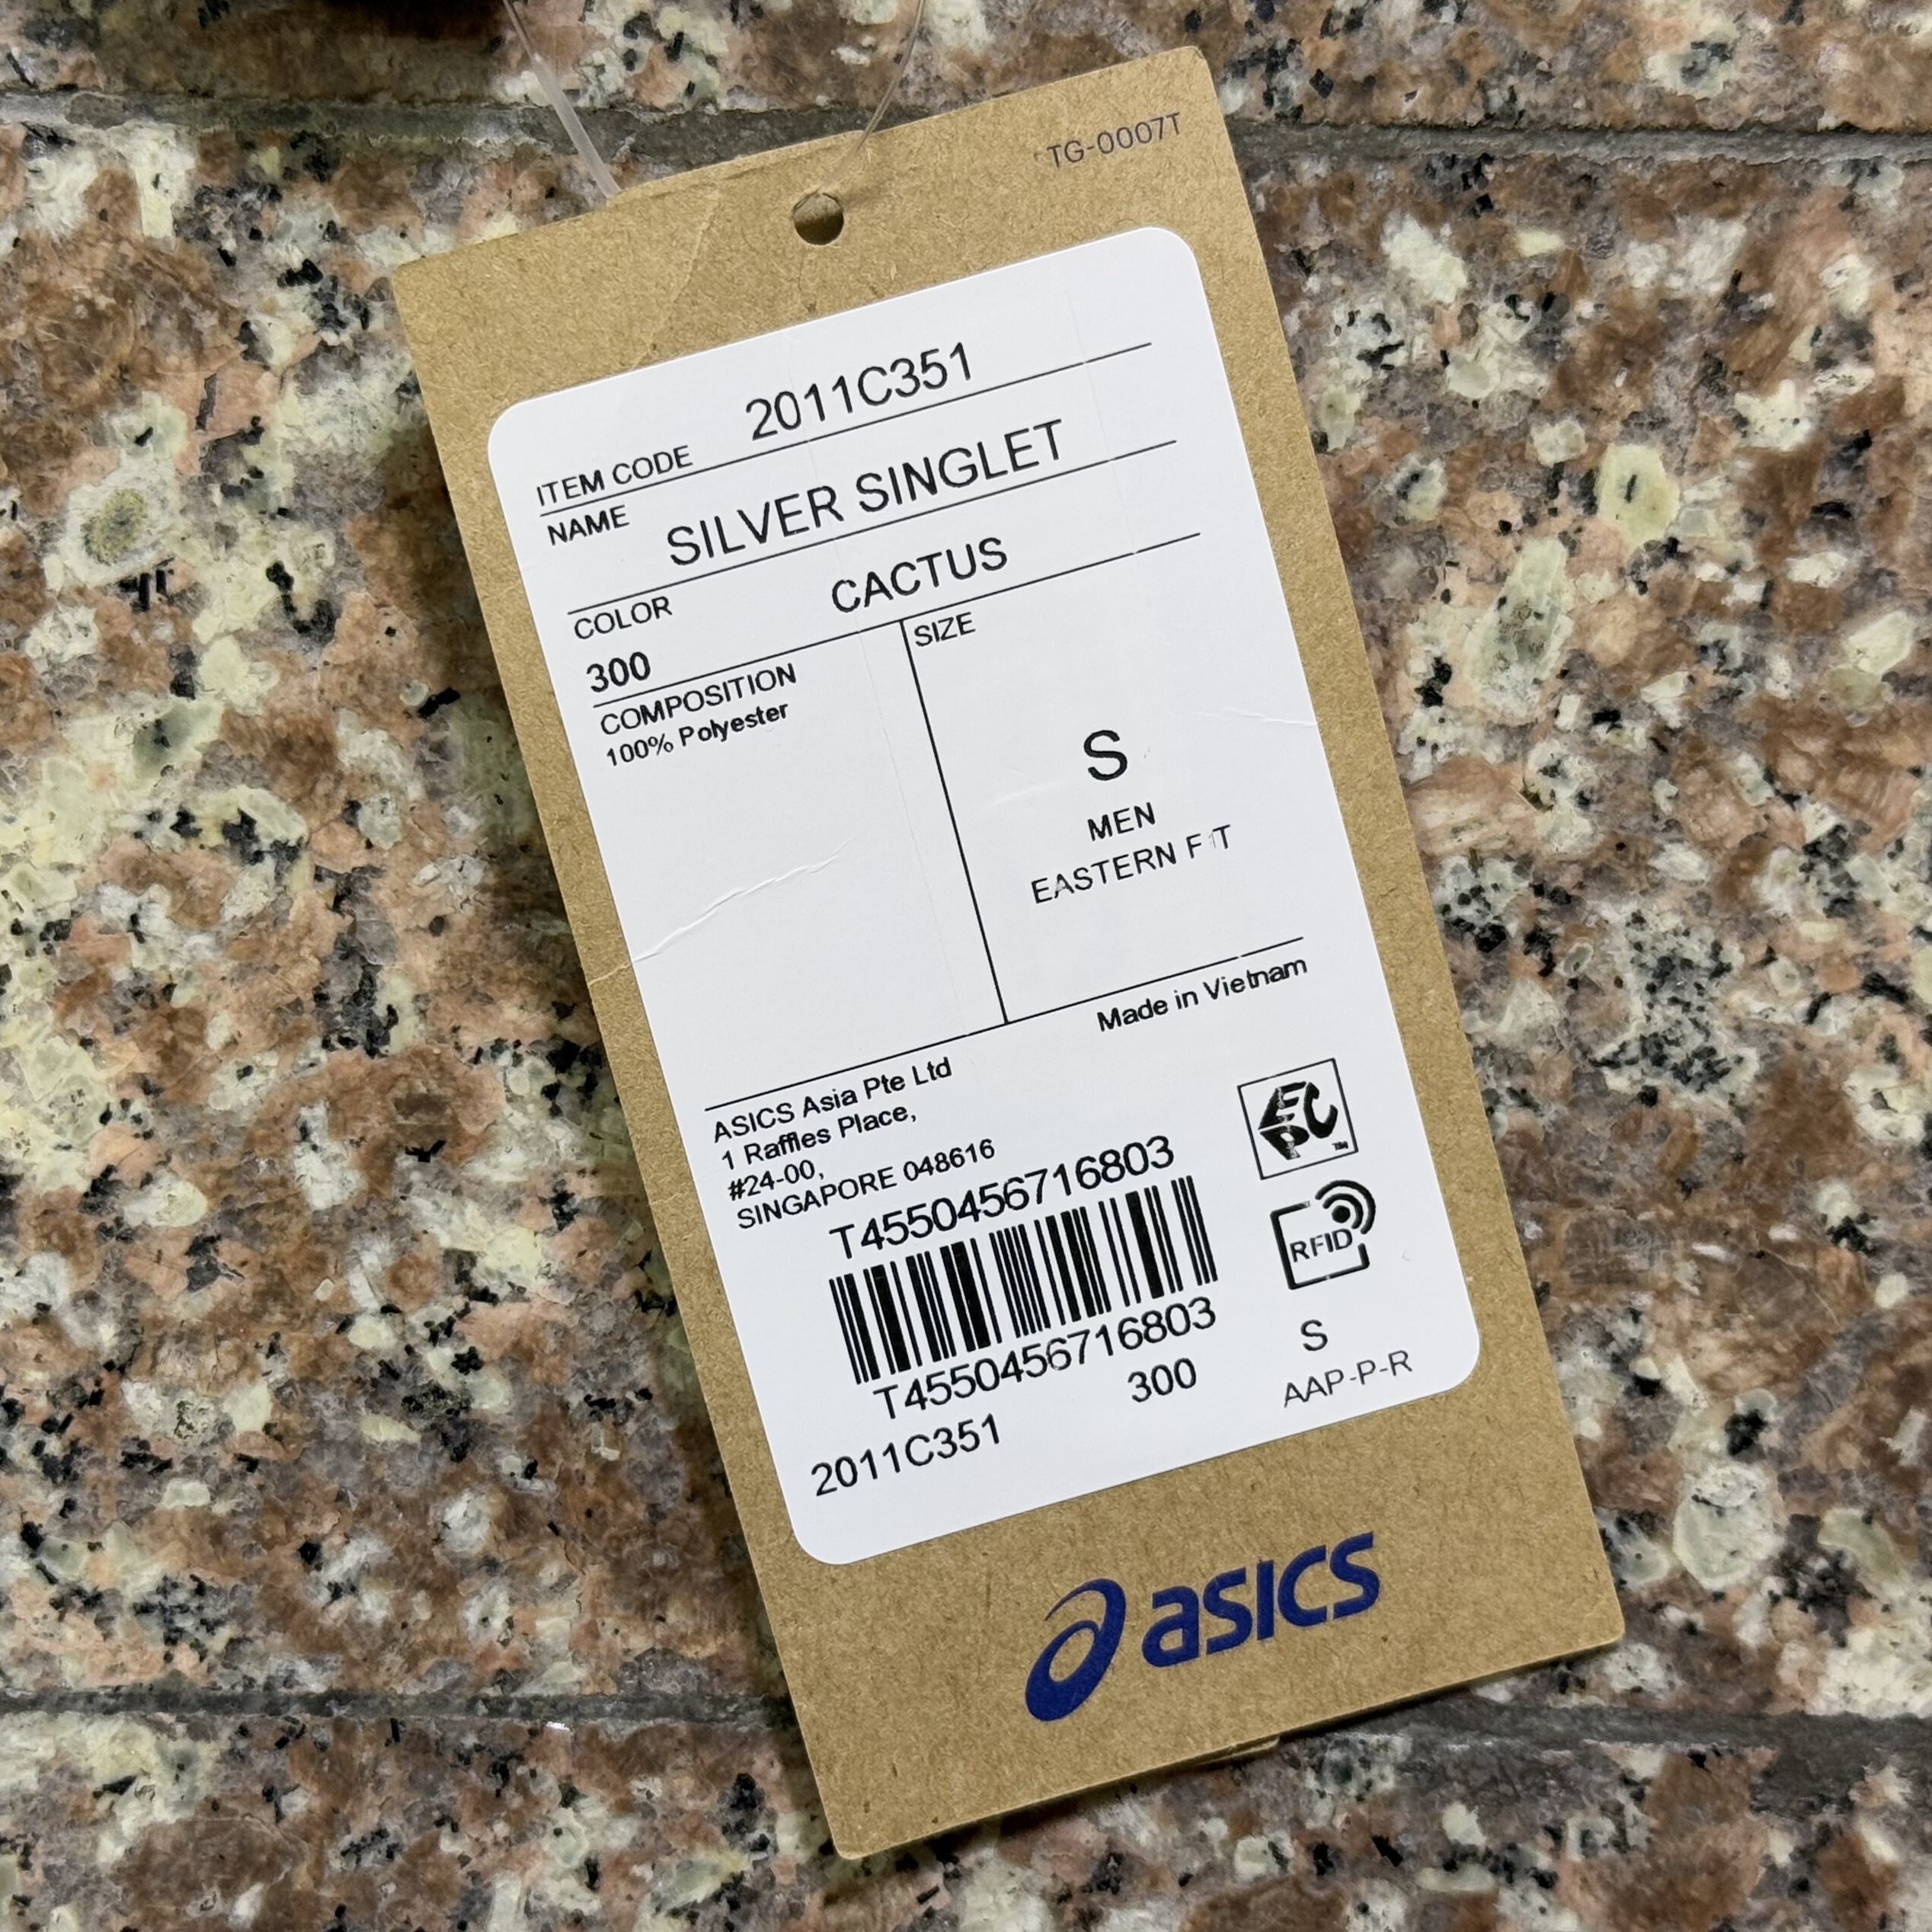 TG-0007T
ITEM CODE 2011C351
NAME SILVER SINGLET
COLOR CACTUS
300
COMPOSITION
100% Polyester
SIZE
S
MEN
EASTERN FIT
Made in Vietnam
ASICS Asia Pte Ltd
1 Raffles Place,
#24-00,
SINGAPORE 048616
EPC
TM
T4550456716803
RFID
T4550456716803
2011C351 300 S
AAP-P-R
asics